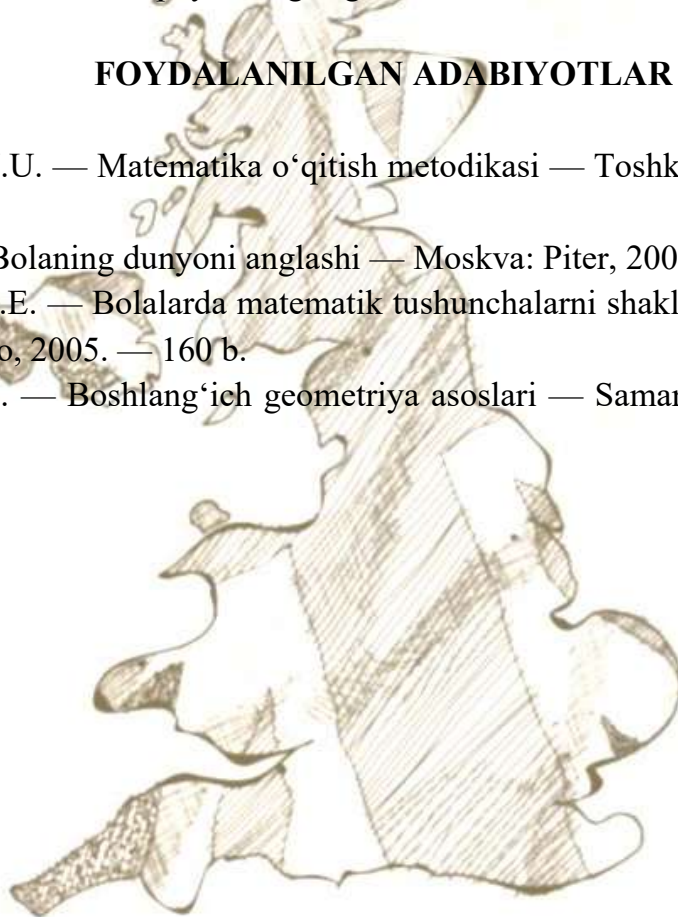 FOYDALANILGAN ADABIYOTLAR
.U. — Matematika o‘qitish metodikasi — Toshk
Bolaning dunyoni anglashi — Moskva: Piter, 200
.E. — Bolalarda matematik tushunchalarni shakl
o, 2005. — 160 b.
. — Boshlang‘ich geometriya asoslari — Samar